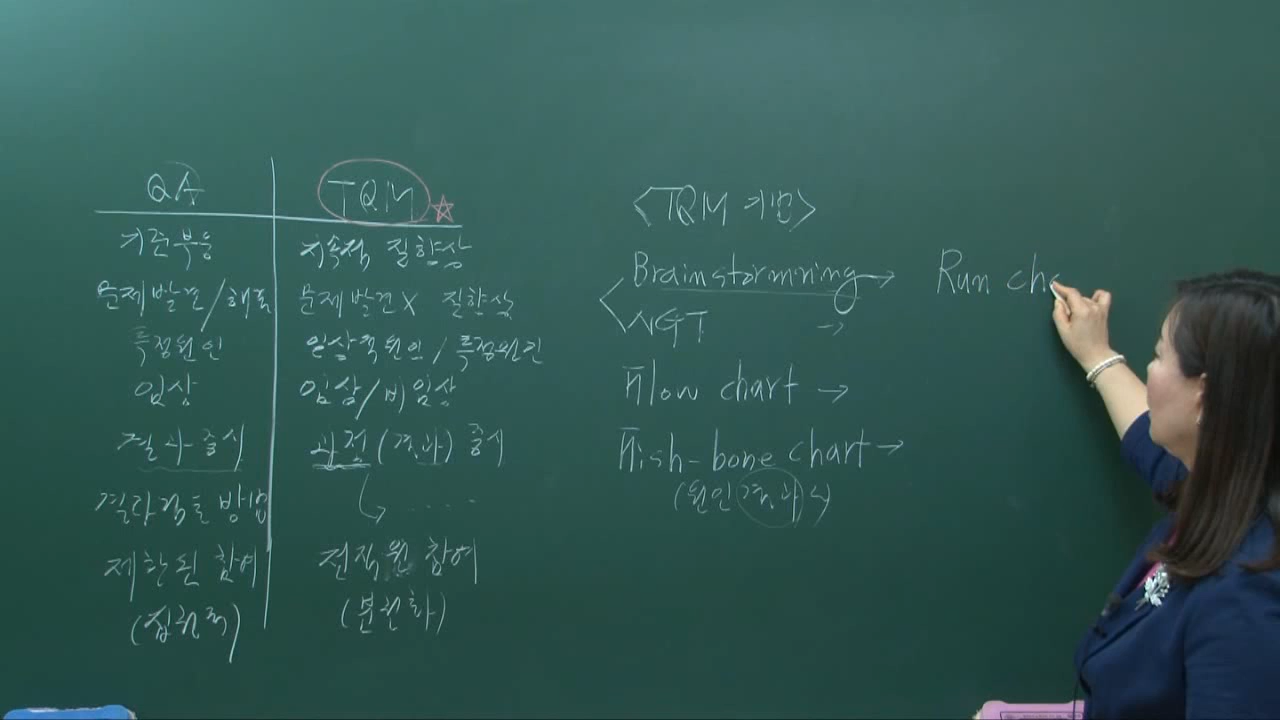 QA
TQM
기준부응
지속적 질향상
문제발견/해결
문제발견X 질향상
특정원인
일상적원인/특정원인
임상
임상/비임상
결과중시
과정(결과)중시
결과검토 방법
제한된 참여
전직원 참여
(집권적)
(분권화)
<TQM 기법>
Brainstormning →
NGT →
Flow chart →
Fish-bone chart →
(원인결과
Run cha